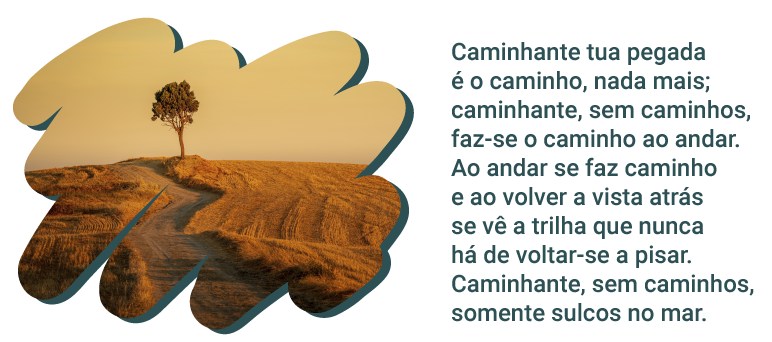 Caminhante tua pegada
é o caminho, nada mais;
caminhante, sem caminhos,
faz-se o caminho ao andar.
Ao andar se faz caminho
e ao volver a vista atrás
se vê a trilha que nunca
há de voltar-se a pisar.
Caminhante, sem caminhos,
somente sulcos no mar.